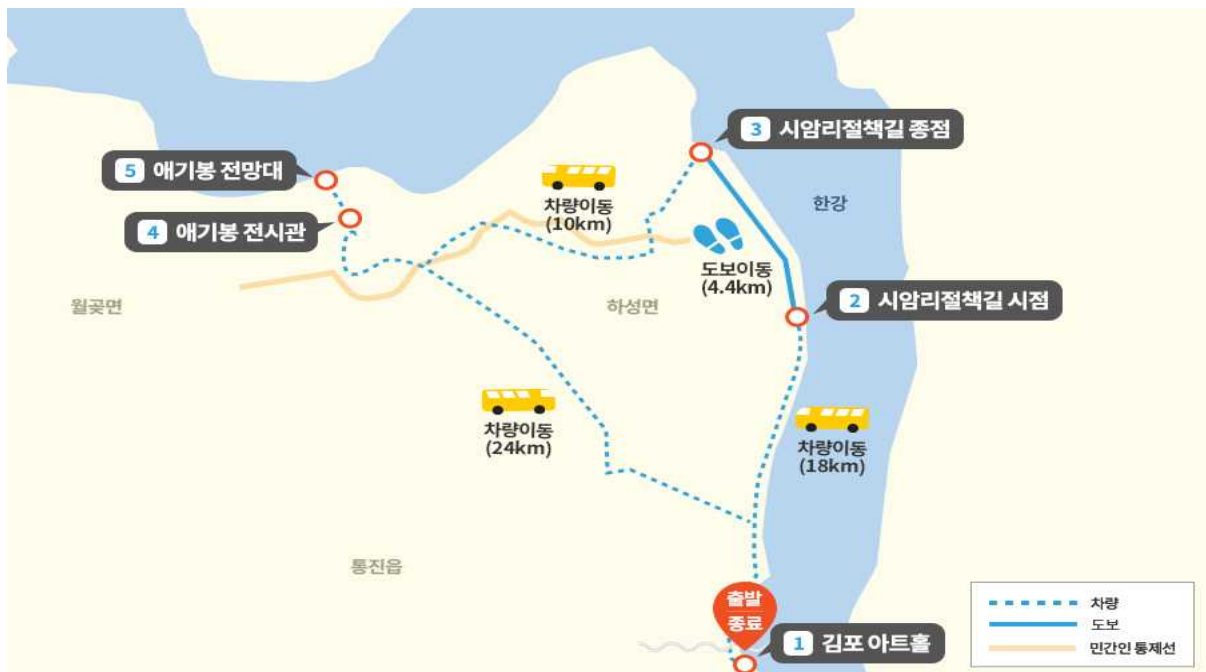 3 시암리철책길 종점
5 애기봉 전망대
차량이동
(10km)
한강
4 애기봉 전시관
도보이동
(4.4km)
월곶면
하성면
2 시암리철책길 시점
차량이동
(24km)
차량이동
(18km)
통진읍
출발
종료
1 김포 아트홀
차량
도보
민간인 통제선